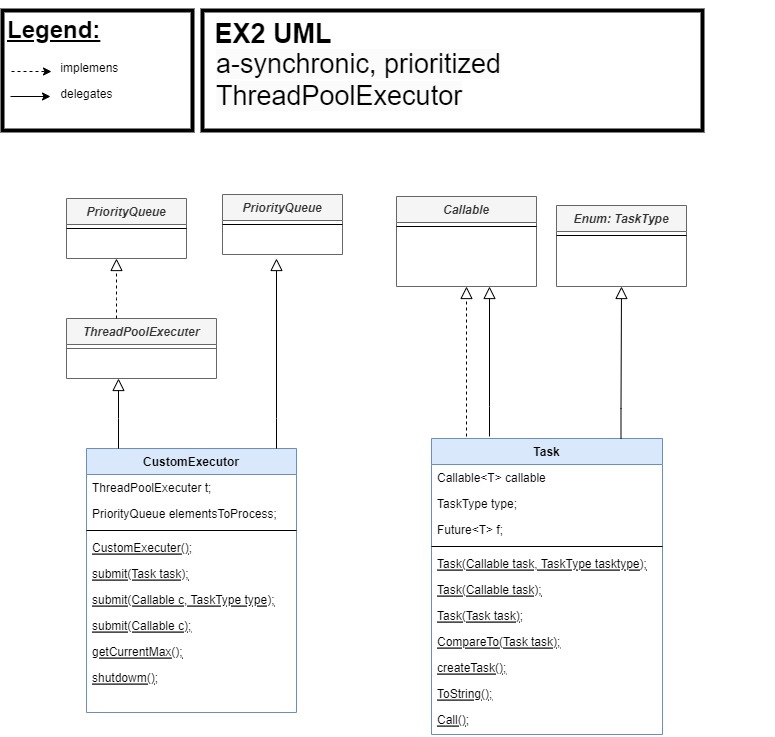 Legend:
implemens
delegates
EX2 UML
a-synchronic, prioritized
ThreadPoolExecutor
PriorityQueue
PriorityQueue
Callable
Enum: TaskType
ThreadPoolExecuter
CustomExecutor
ThreadPoolExecuter t;
PriorityQueue elementsToProcess;
CustomExecuter();
submit(Task task);
submit(Callable c, TaskType type);
submit(Callable c);
getCurrentMax();
shutdowm();
Task
Callable<T> callable
TaskType type;
Future<T> f;
Task(Callable task, TaskType tasktype);
Task(Callable task);
Task(Task task);
CompareTo(Task task);
createTask();
ToString();
Call();